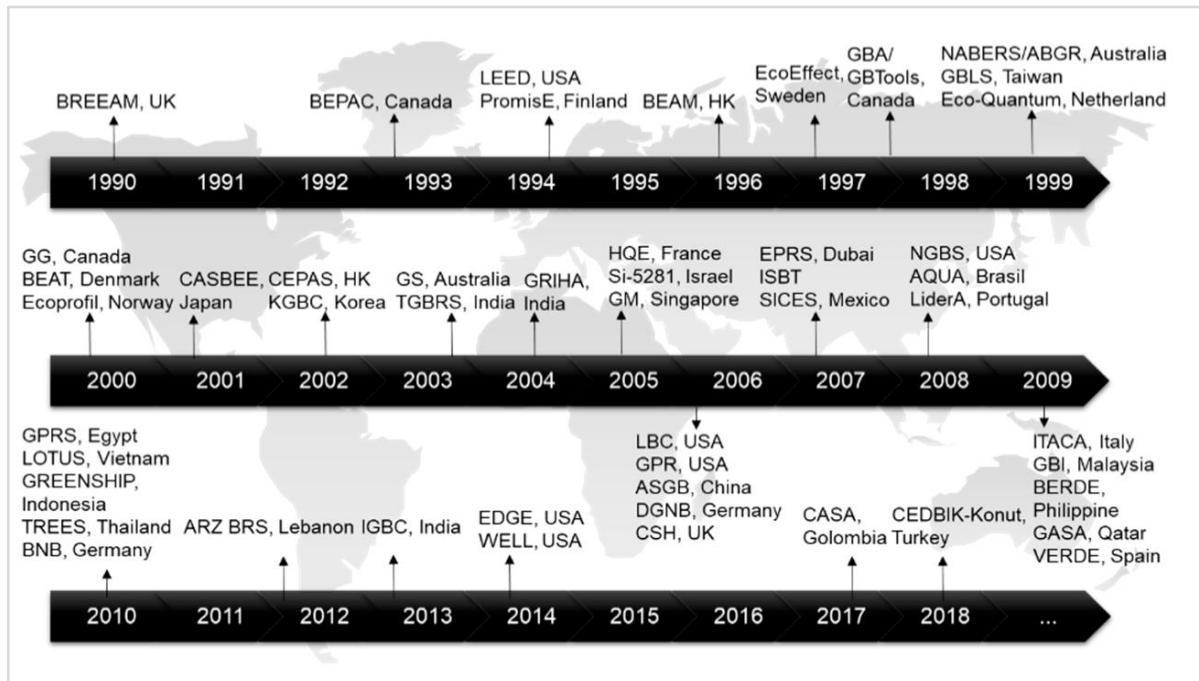 BREEAM, UK
BEPAC, Canada
LEED, USA
PromisE, Finland
BEAM, HK
EcoEffect,
Sweden
GBA/
GBTools,
Canada
NABERS/ABGR, Australia
GBLS, Taiwan
Eco-Quantum, Netherland
1990 1991 1992 1993 1994 1995 1996 1997 1998 1999
GG, Canada
BEAT, Denmark
Ecoprofil, Norway
CASBEE,
Japan
CEPAS, HK
KGBC, Korea
GS, Australia
TGBRS, India
GRIHA,
India
HQE, France
Si-5281, Israel
GM, Singapore
EPRS, Dubai
ISBT
SICES, Mexico
NGBS, USA
AQUA, Brasil
LiderA, Portugal
2000 2001 2002 2003 2004 2005 2006 2007 2008 2009
LBC, USA
GPR, USA
ASGB, China
DGNB, Germany
CSH, UK
ITACA, Italy
GBI, Malaysia
BERDE,
Philippine
GASA, Qatar
VERDE, Spain
GPRS, Egypt
LOTUS, Vietnam
GREENSHIP,
Indonesia
TREES, Thailand
BNB, Germany
ARZ BRS, Lebanon
IGBC, India
EDGE, USA
WELL, USA
CASA,
Golombia
CEDBIK-Konut,
Turkey
2010 2011 2012 2013 2014 2015 2016 2017 2018 ...